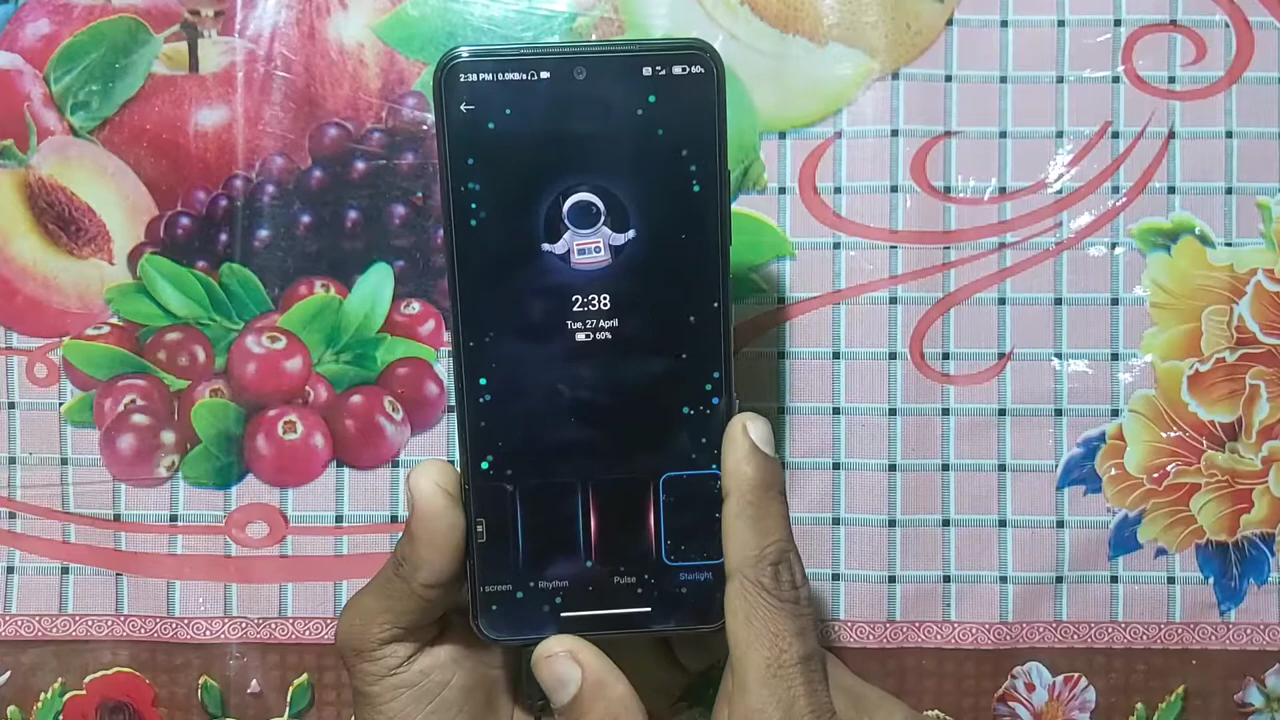 2:38 PM | 0.0KB/s
60%
2:38
Tue, 27 April
60%
screen
Rhythm
Pulse
Starlight